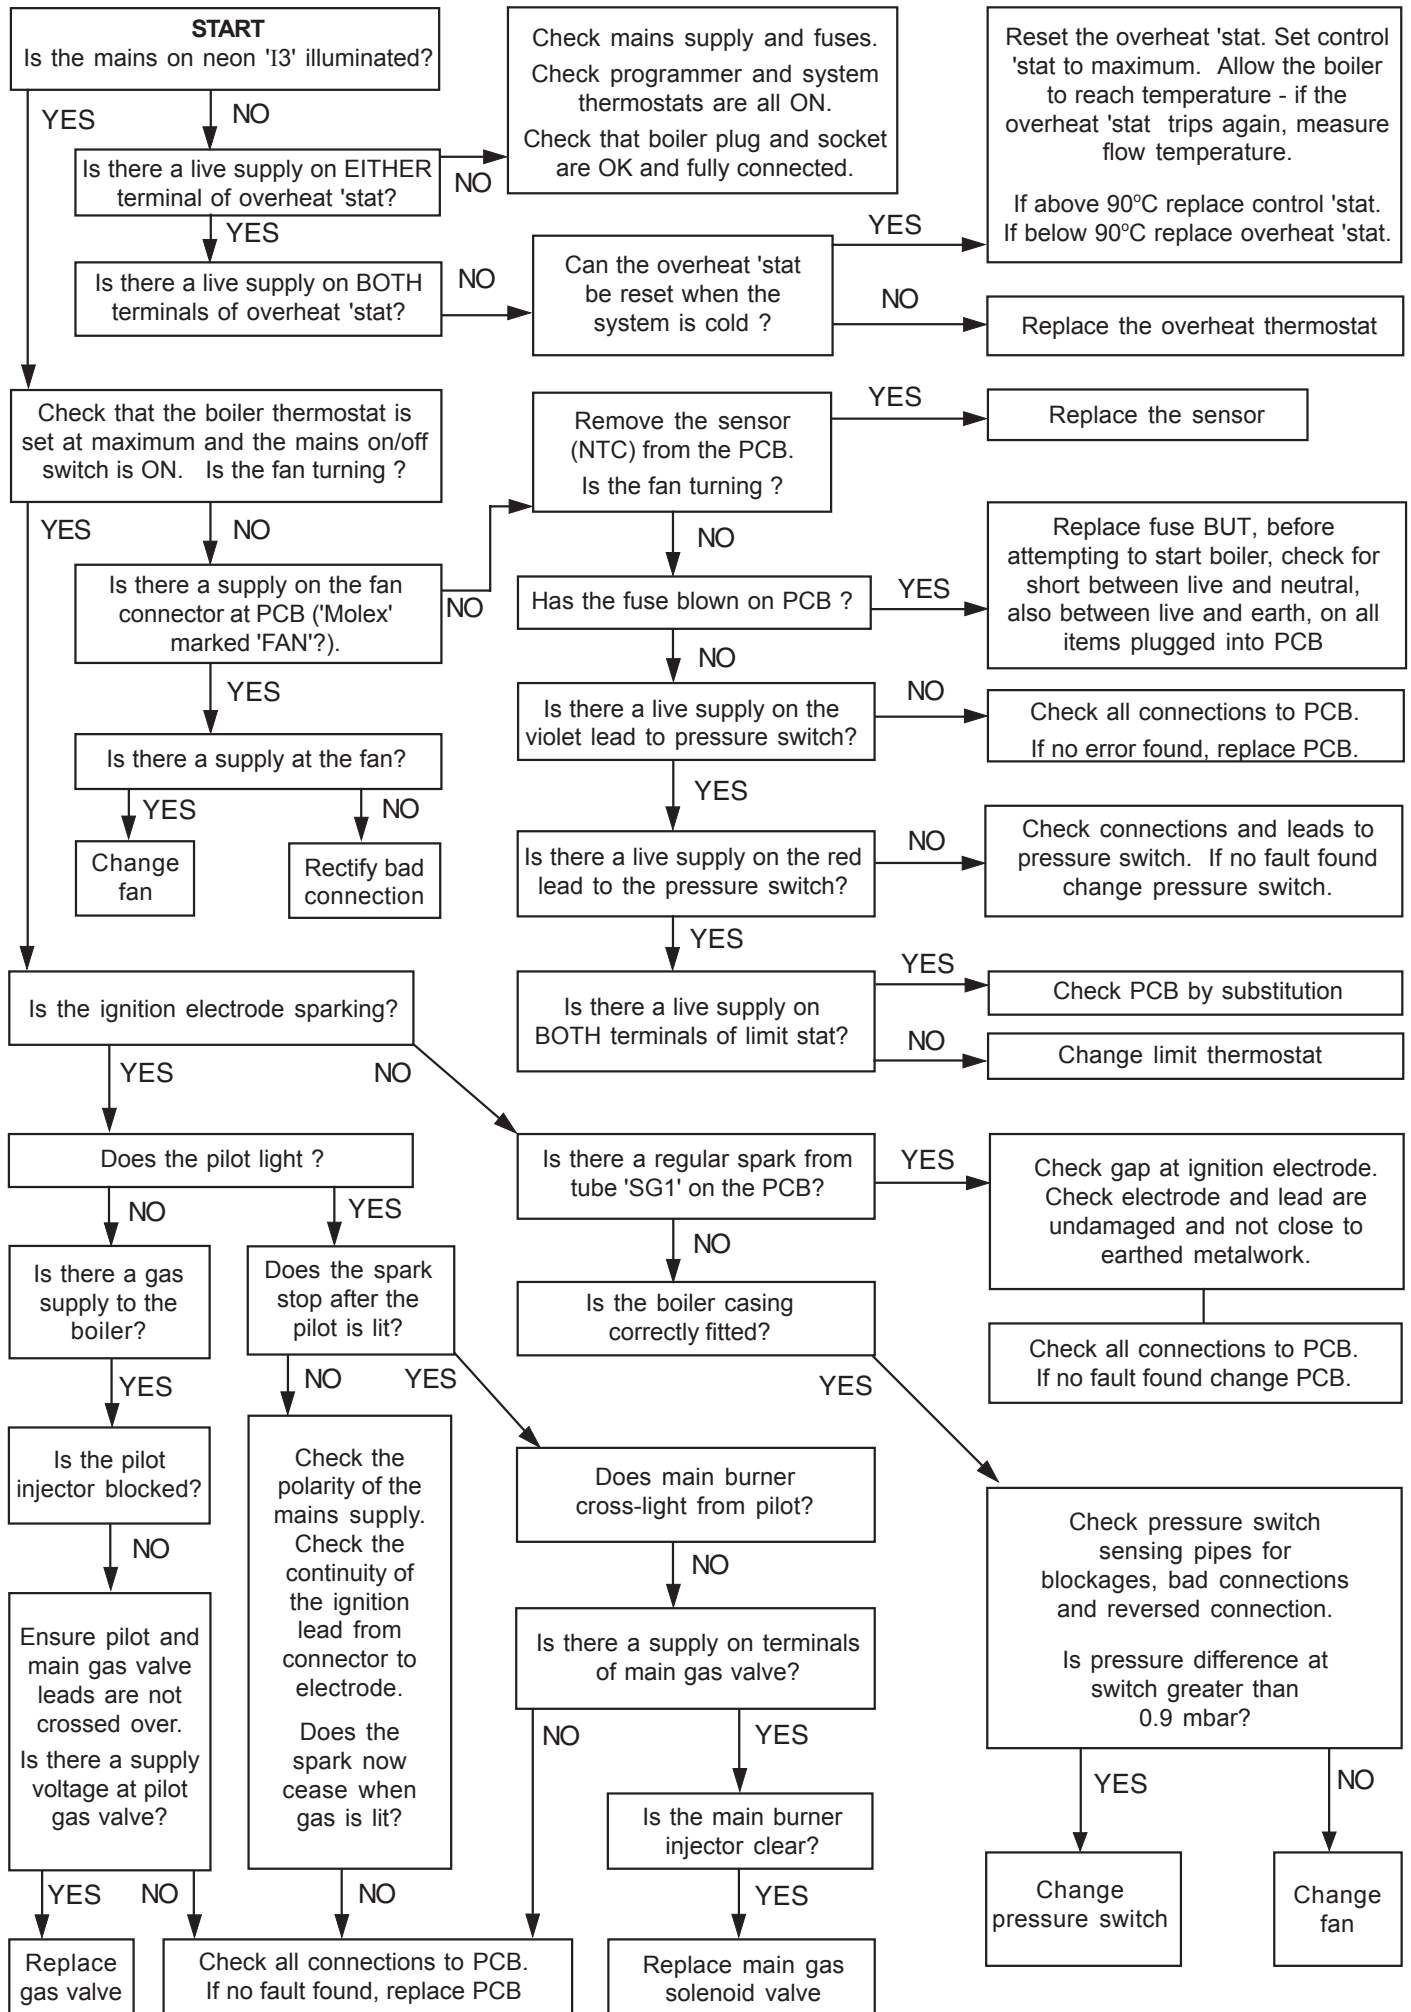 START
Is the mains on neon 'I3' illuminated?
YES
NO
Is there a live supply on EITHER
terminal of overheat 'stat?
NO
Check mains supply and fuses.
Check programmer and system
thermostats are all ON.
Check that boiler plug and socket
are OK and fully connected.
YES
Is there a live supply on BOTH
terminals of overheat 'stat?
NO
Can the overheat 'stat
be reset when the
system is cold ?
YES
Reset the overheat 'stat. Set control
'stat to maximum. Allow the boiler
to reach temperature - if the
overheat 'stat trips again, measure
flow temperature.
If above 90°C replace control 'stat.
If below 90°C replace overheat 'stat.
NO
Replace the overheat thermostat
Check that the boiler thermostat is
set at maximum and the mains on/off
switch is ON. Is the fan turning ?
YES
NO
Is there a supply on the fan
connector at PCB ('Molex'
marked 'FAN'?).
NO
YES
Is there a supply at the fan?
YES
NO
Change
fan
Rectify bad
connection
Remove the sensor
(NTC) from the PCB.
Is the fan turning ?
YES
Replace the sensor
NO
Has the fuse blown on PCB ?
YES
Replace fuse BUT, before
attempting to start boiler, check for
short between live and neutral,
also between live and earth, on all
items plugged into PCB
NO
Is there a live supply on the
violet lead to pressure switch?
NO
Check all connections to PCB.
If no error found, replace PCB.
YES
Is there a live supply on the red
lead to the pressure switch?
NO
Check connections and leads to
pressure switch. If no fault found
change pressure switch.
YES
Is there a live supply on
BOTH terminals of limit stat?
YES
Check PCB by substitution
NO
Change limit thermostat
Is the ignition electrode sparking?
YES
NO
Does the pilot light ?
NO
YES
Is there a gas
supply to the
boiler?
YES
Is the pilot
injector blocked?
NO
Ensure pilot and
main gas valve
leads are not
crossed over.
Is there a supply
voltage at pilot
gas valve?
YES
NO
Replace
gas valve
Does the spark
stop after the
pilot is lit?
NO
YES
Check the
polarity of the
mains supply.
Check the
continuity of
the ignition
lead from
connector to
electrode.
Does the
spark now
cease when
gas is lit?
NO
Check all connections to PCB.
If no fault found, replace PCB
Is there a regular spark from
tube 'SG1' on the PCB?
YES
Check gap at ignition electrode.
Check electrode and lead are
undamaged and not close to
earthed metalwork.
Check all connections to PCB.
If no fault found change PCB.
NO
Is the boiler casing
correctly fitted?
YES
Does main burner
cross-light from pilot?
NO
Is there a supply on terminals
of main gas valve?
NO
YES
Is the main burner
injector clear?
YES
Replace main gas
solenoid valve
Check pressure switch
sensing pipes for
blockages, bad connections
and reversed connection.
Is pressure difference at
switch greater than
0.9 mbar?
YES
NO
Change
pressure switch
Change
fan